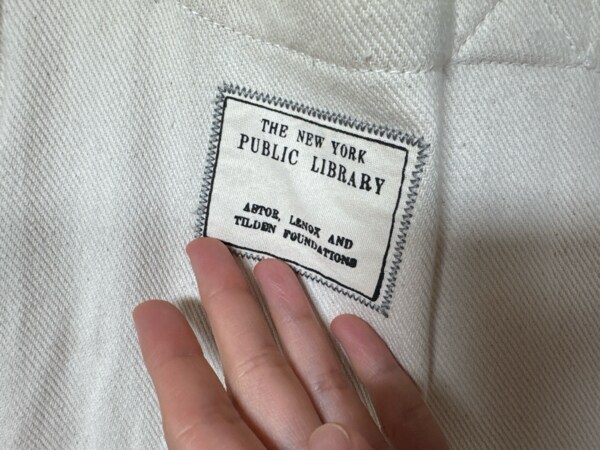 THE NEW YORK
PUBLIC LIBRARY
ASTOR, LENOX AND
TILDEN FOUNDATIONS